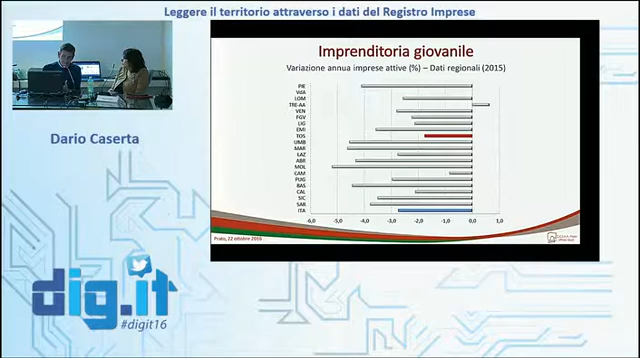 Leggere il territorio attraverso i dati del Registro Imprese
Dario Caserta
Imprenditoria giovanile
Variazione annua imprese attive (%) – Dati regionali (2015)
PIE
VdA
LOM
TRE-AA
VEN
FGV
LIG
EMI
TOS
UMB
MAR
LAZ
ABR
MOL
CAM
PUG
BAS
CAL
SIC
SAR
ITA
-6,0 -5,0 -4,0 -3,0 -2,0 -1,0 0,0 1,0
Prato, 22 ottobre 2016
dig.it
#digit16